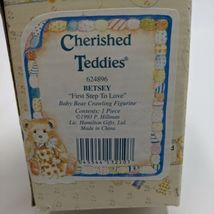 Cherished
Teddies®
624896
BETSEY
"First Step To Love"
Baby Bear Crawling Figurine
Contents: 1 Piece
P. Hillman
Lic. Hamilton Gifts, Ltd.
Made in China